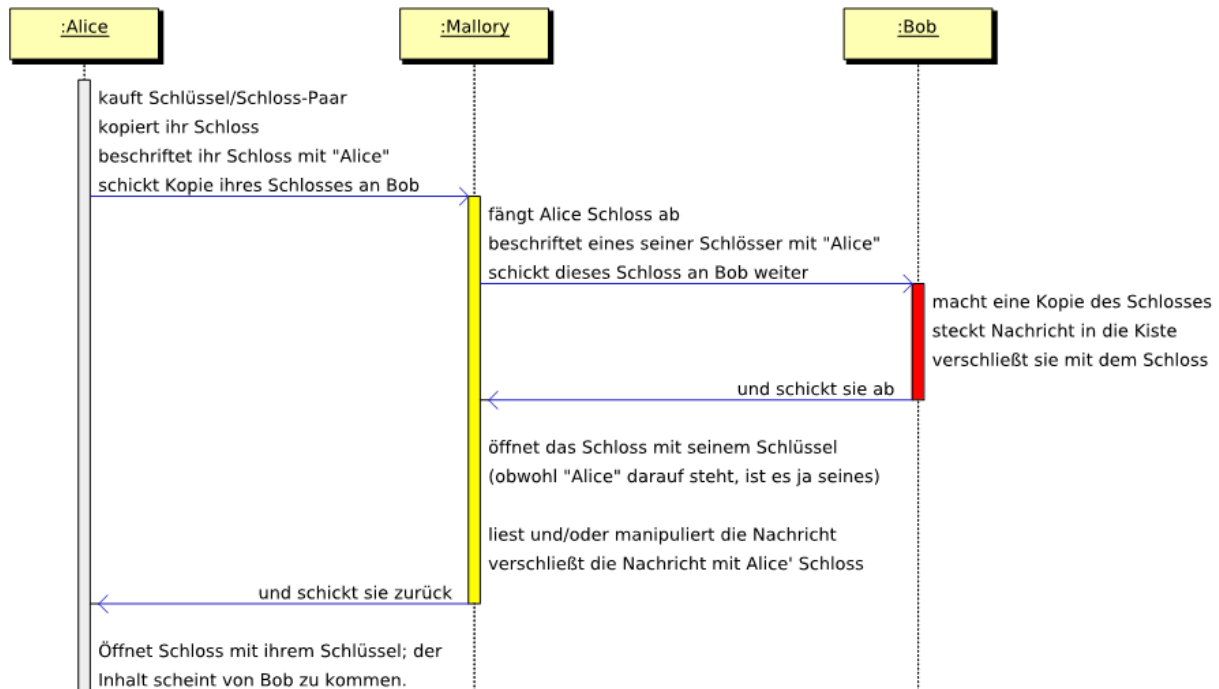 :Alice
:Mallory
:Bob
kauft Schlüssel/Schloss-Paar
kopiert ihr Schloss
beschriftet ihr Schloss mit "Alice"
schickt Kopie ihres Schlosses an Bob
fängt Alice Schloss ab
beschriftet eines seiner Schlösser mit "Alice"
schickt dieses Schloss an Bob weiter
macht eine Kopie des Schlosses
steckt Nachricht in die Kiste
verschließt sie mit dem Schloss
und schickt sie ab
öffnet das Schloss mit seinem Schlüssel
(obwohl "Alice" darauf steht, ist es ja seines)
liest und/oder manipuliert die Nachricht
verschließt die Nachricht mit Alice' Schloss
und schickt sie zurück
Öffnet Schloss mit ihrem Schlüssel; der
Inhalt scheint von Bob zu kommen.